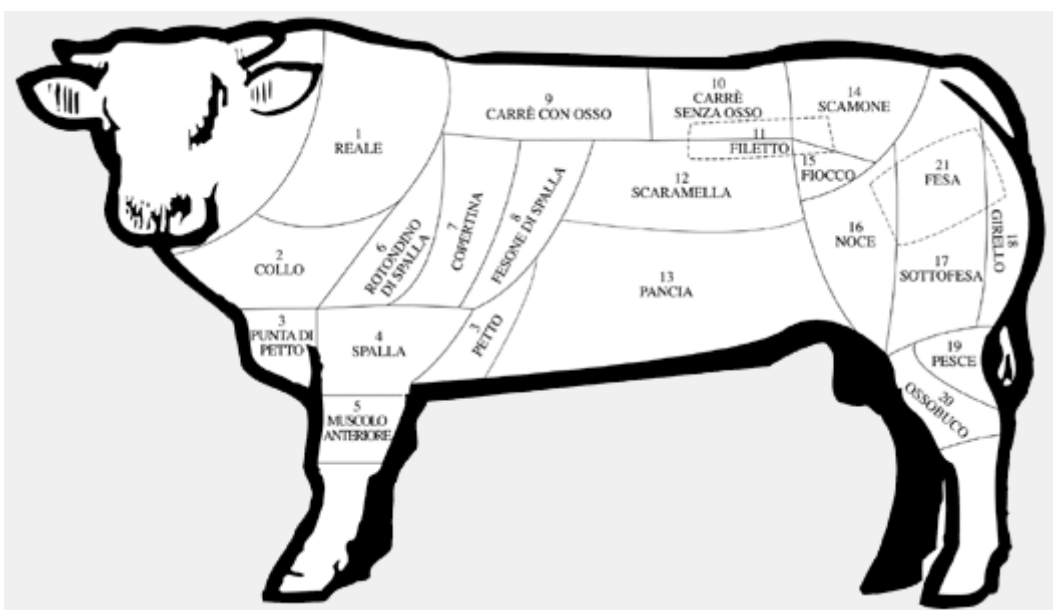 1
REALE
2
COLLO
3
PUNTA DI
PETTO
4
SPALLA
5
MUSCOLO
ANTERIORE
6
ROTONDINO
DI SPALLA
7
COPERTINA
8
FESONE DI SPALLA
3
PETTO
9
CARRÈ CON OSSO
10
CARRÈ
SENZA OSSO
11
FILETTO
12
SCARAMELLA
13
PANCIA
14
SCAMONE
15
FIOCCO
16
NOCE
21
FESA
17
SOTTOFESA
18
GIRELLO
19
PESCE
20
OSSOBUCO